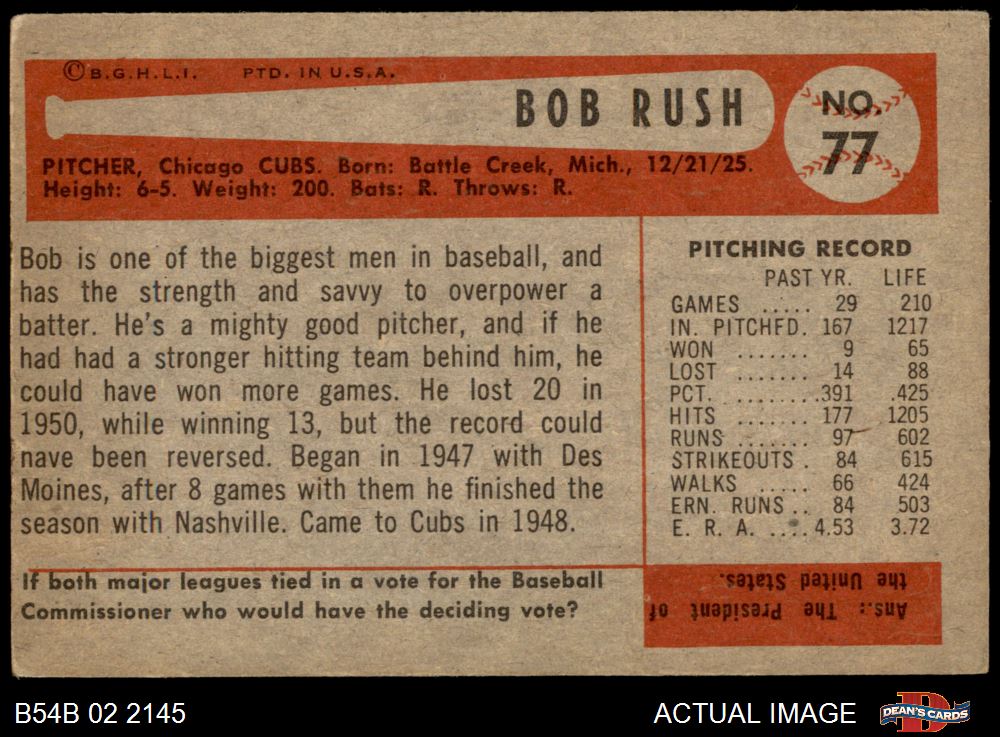 © B.G.H.L.I. PTD. IN U.S.A.
BOB RUSH
NO.
77
PITCHER, Chicago CUBS. Born: Battle Creek, Mich., 12/21/25.
Height: 6-5. Weight: 200. Bats: R. Throws: R.
Bob is one of the biggest men in baseball, and
has the strength and savvy to overpower a
batter. He's a mighty good pitcher, and if he
had had a stronger hitting team behind him, he
could have won more games. He lost 20 in
1950, while winning 13, but the record could
nave been reversed. Began in 1947 with Des
Moines, after 8 games with them he finished the
season with Nashville. Came to Cubs in 1948.
PITCHING RECORD
PAST YR. LIFE
GAMES ..... 29 210
IN. PITCHFD. 167 1217
WON ....... 9 65
LOST ....... 14 88
PCT. ........ .391 .425
HITS ....... 177 1205
RUNS ...... 97 602
STRIKEOUTS . 84 615
WALKS ..... 66 424
ERN. RUNS .. 84 503
E. R. A. .... 4.53 3.72
If both major leagues tied in a vote for the Baseball
Commissioner who would have the deciding vote?
Ans.: The President of
the United States.
B54B 02 2145
ACTUAL IMAGE
DEAN'S CARDS